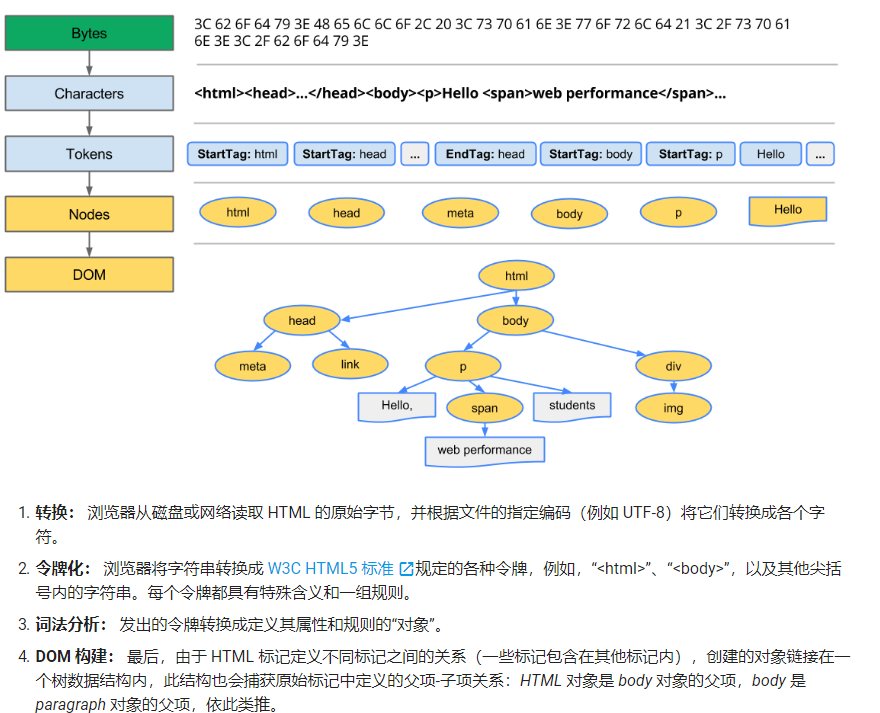 Bytes
3C 62 6F 64 79 3E 48 65 6C 6C 6F 2C 20 3C 73 70 61 6E 3E 77 6F 72 6C 64 21 3C 2F 73 70 61
6E 3E 3C 2F 62 6F 64 79 3E
Characters
<html><head>...</head><body><p>Hello <span>web performance</span>...
Tokens
StartTag: html StartTag: head ... EndTag: head StartTag: body StartTag: p Hello ...
Nodes
html head meta body p Hello
DOM
html
head body
meta link p div
Hello, span students img
web performance
1. 转换： 浏览器从磁盘或网络读取 HTML 的原始字节，并根据文件的指定编码（例如 UTF-8）将它们转换成各个字
符。
2. 令牌化： 浏览器将字符串转换成 W3C HTML5 标准 规定的各种令牌，例如，“<html>”、“<body>”，以及其他尖括
号内的字符串。每个令牌都具有特殊含义和一组规则。
3. 词法分析： 发出的令牌转换成定义其属性和规则的“对象”。
4. DOM 构建： 最后，由于 HTML 标记定义不同标记之间的关系（一些标记包含在其他标记内），创建的对象链接在一
个树数据结构内，此结构也会捕获原始标记中定义的父项-子项关系：HTML 对象是 body 对象的父项，body 是
paragraph 对象的父项，依此类推。